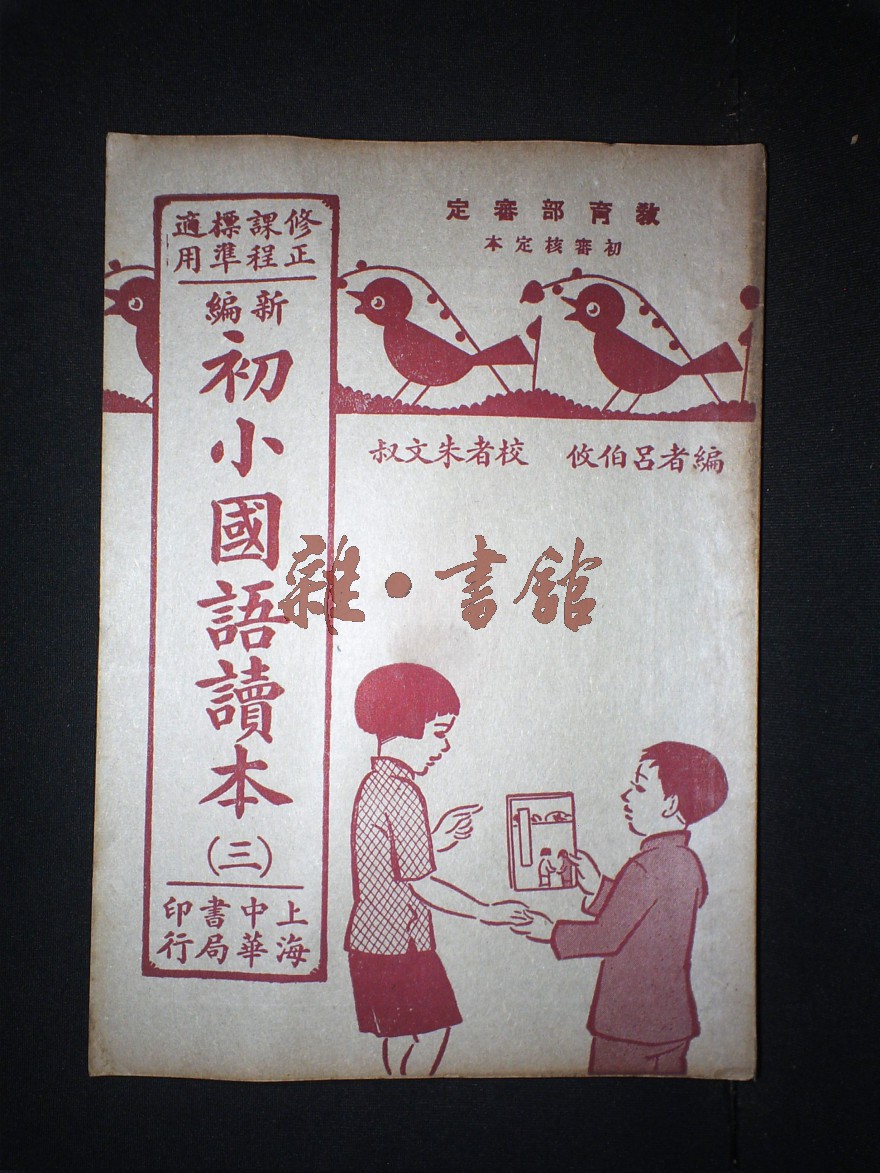 教育部審定
初審核定本
編者呂伯攸 校者朱文叔
修正課程標準適用
新編
初小國語讀本
(三)
上海中華書局印行
雜·書館